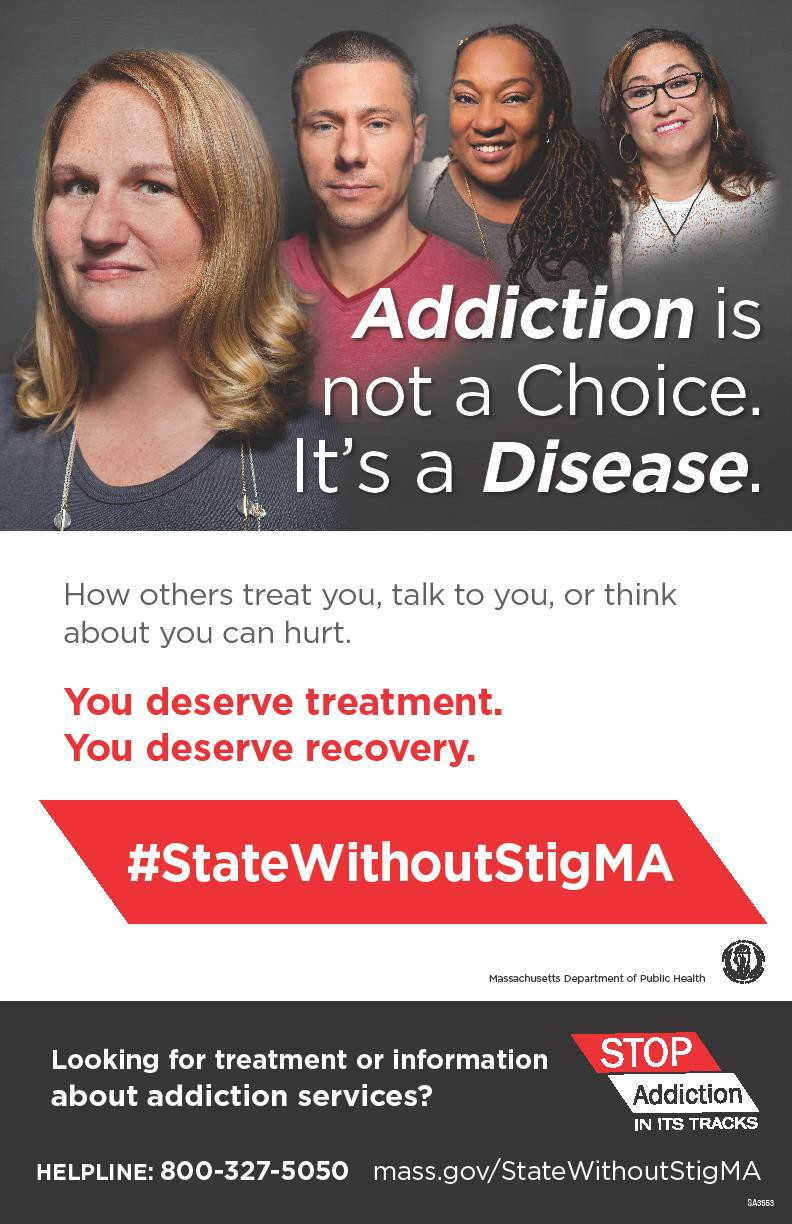 Addiction is
not a Choice.
It's a Disease.
How others treat you, talk to you, or think
about you can hurt.
You deserve treatment.
You deserve recovery.
#StateWithoutStigMA
Massachusetts Department of Public Health
Looking for treatment or information
about addiction services?
STOP
Addiction
IN ITS TRACKS
HELPLINE: 800-327-5050 mass.gov/StateWithoutStigMA
SA3553